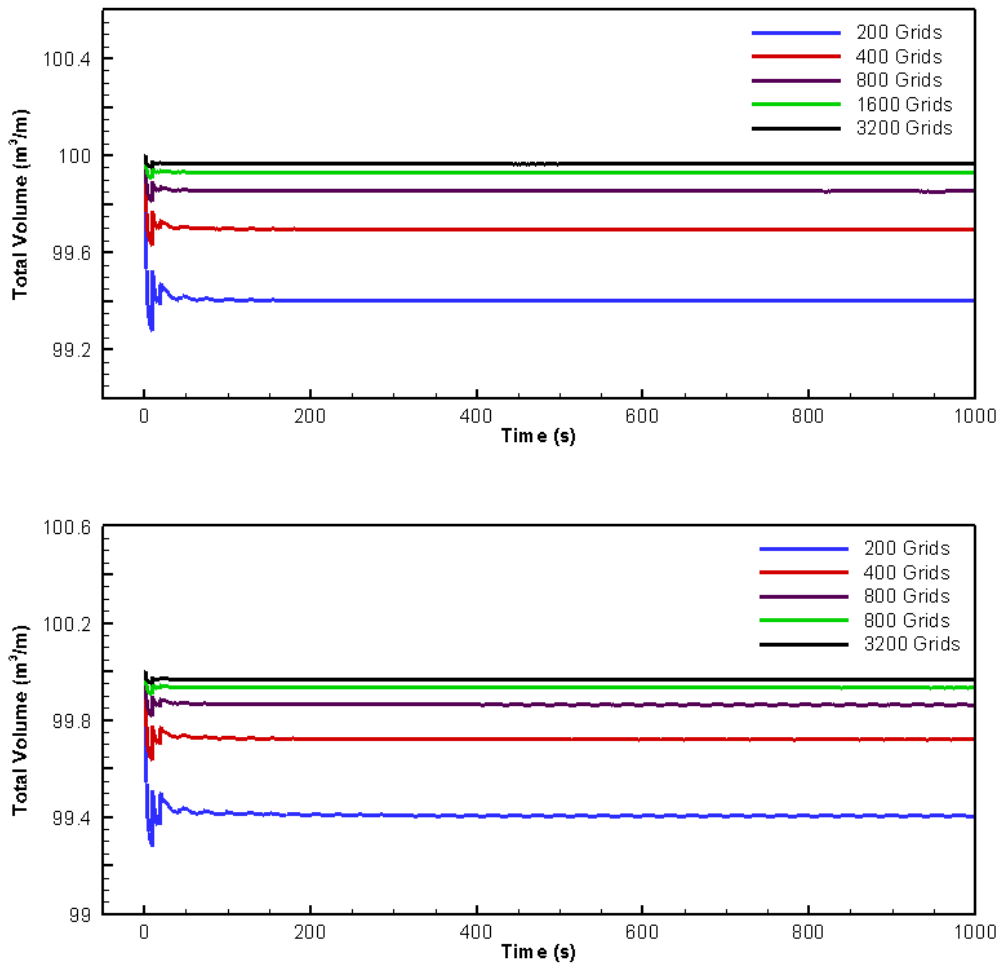 100.4
100
99.6
99.2
Total Volume (m³/m)
200 Grids
400 Grids
800 Grids
1600 Grids
3200 Grids
0 200 400 600 800 1000
Time (s)
100.6
100.2
99.8
99.4
99
Total Volume (m³/m)
200 Grids
400 Grids
800 Grids
800 Grids
3200 Grids
0 200 400 600 800 1000
Time (s)